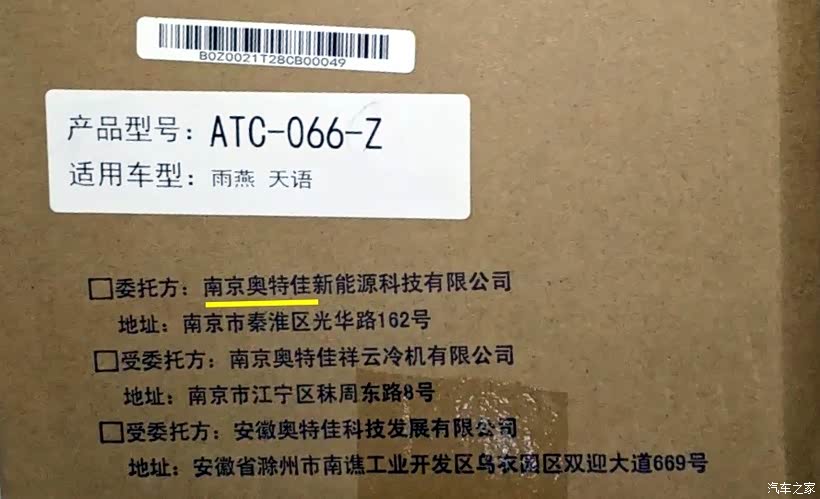 B0Z0021T28CB00049
产品型号：ATC-066-Z
适用车型：雨燕 天语
委托方：南京奥特佳新能源科技有限公司
地址：南京市秦淮区光华路162号
受委托方：南京奥特佳祥云冷机有限公司
地址：南京市江宁区秣周东路8号
受委托方：安徽奥特佳科技发展有限公司
地址：安徽省滁州市南谯工业开发区乌衣园区双迎大道669号
汽车之家